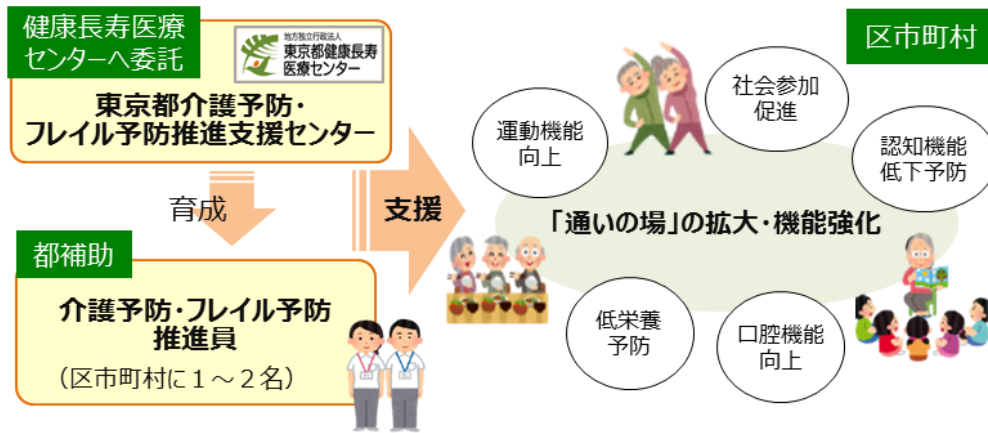 健康長寿医療
センターへ委託
地方独立行政法人
東京都健康長寿
医療センター
東京都介護予防・
フレイル予防推進支援センター
育成
支援
都補助
介護予防・フレイル予防
推進員
（区市町村に１～２名）
区市町村
社会参加
促進
運動機能
向上
認知機能
低下予防
「通いの場」の拡大・機能強化
低栄養
予防
口腔機能
向上